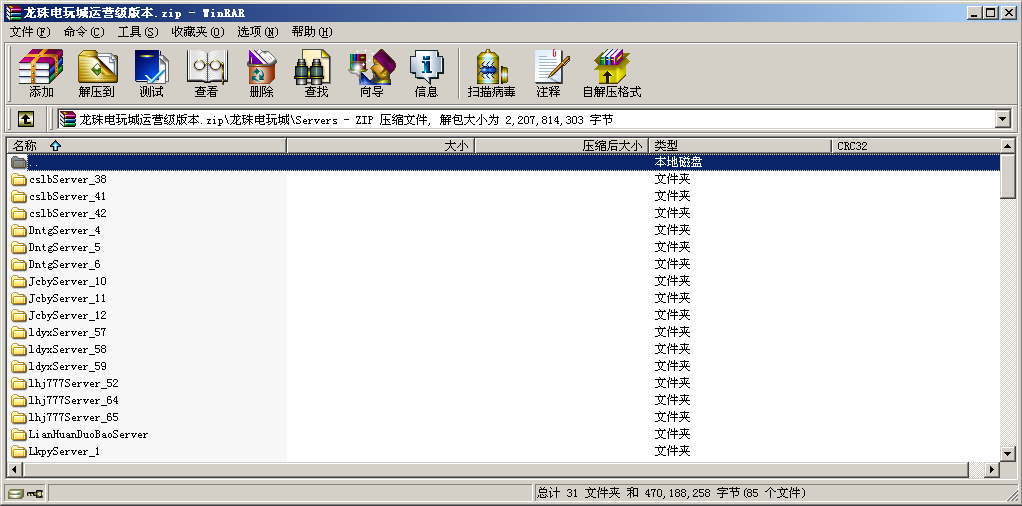 龙珠电玩城运营级版本.zip - WinRAR
文件(F) 命令(C) 工具(S) 收藏夹(O) 选项(N) 帮助(H)
添加 解压到 测试 查看 删除 查找 向导 信息 扫描病毒 注释 自解压格式
龙珠电玩城运营级版本.zip\龙珠电玩城\Servers - ZIP 压缩文件, 解包大小为 2,207,814,303 字节
名称 大小 压缩后大小 类型 CRC32
.. 本地磁盘
cslbServer_38 文件夹
cslbServer_41 文件夹
cslbServer_42 文件夹
DntgServer_4 文件夹
DntgServer_5 文件夹
DntgServer_6 文件夹
JcbyServer_10 文件夹
JcbyServer_11 文件夹
JcbyServer_12 文件夹
ldyxServer_57 文件夹
ldyxServer_58 文件夹
ldyxServer_59 文件夹
lhj777Server_52 文件夹
lhj777Server_64 文件夹
lhj777Server_65 文件夹
LianHuanDuoBaoServer 文件夹
LkpyServer_1 文件夹
总计 31 文件夹 和 470,188,258 字节(85 个文件)